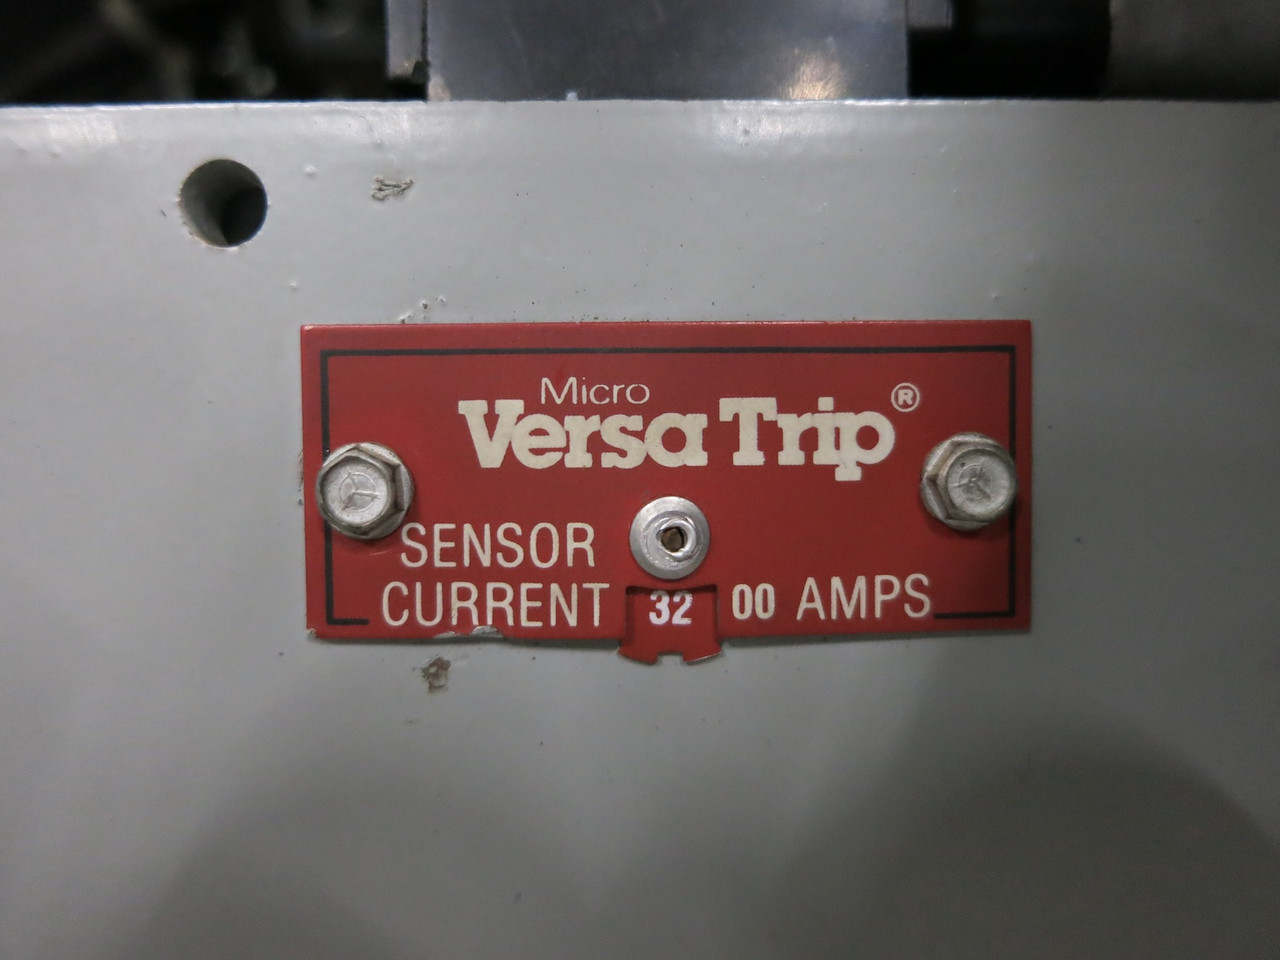 Micro
Versa Trip®
SENSOR
CURRENT 32 00 AMPS